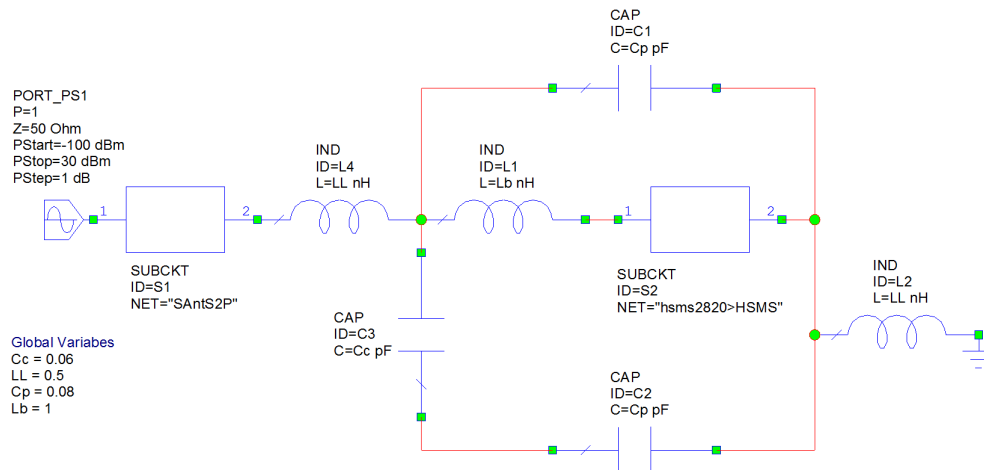 CAP
ID=C1
C=Cp pF
PORT_PS1
P=1
Z=50 Ohm
PStart=-100 dBm
PStop=30 dBm
PStep=1 dB
IND
ID=L4
L=LL nH
IND
ID=L1
L=Lb nH
1
2
1
2
SUBCKT
ID=S1
NET="SAntS2P"
SUBCKT
ID=S2
NET="hsms2820>HSMS"
IND
ID=L2
L=LL nH
CAP
ID=C3
C=Cc pF
Global Variabes
Cc = 0.06
LL = 0.5
Cp = 0.08
Lb = 1
CAP
ID=C2
C=Cp pF